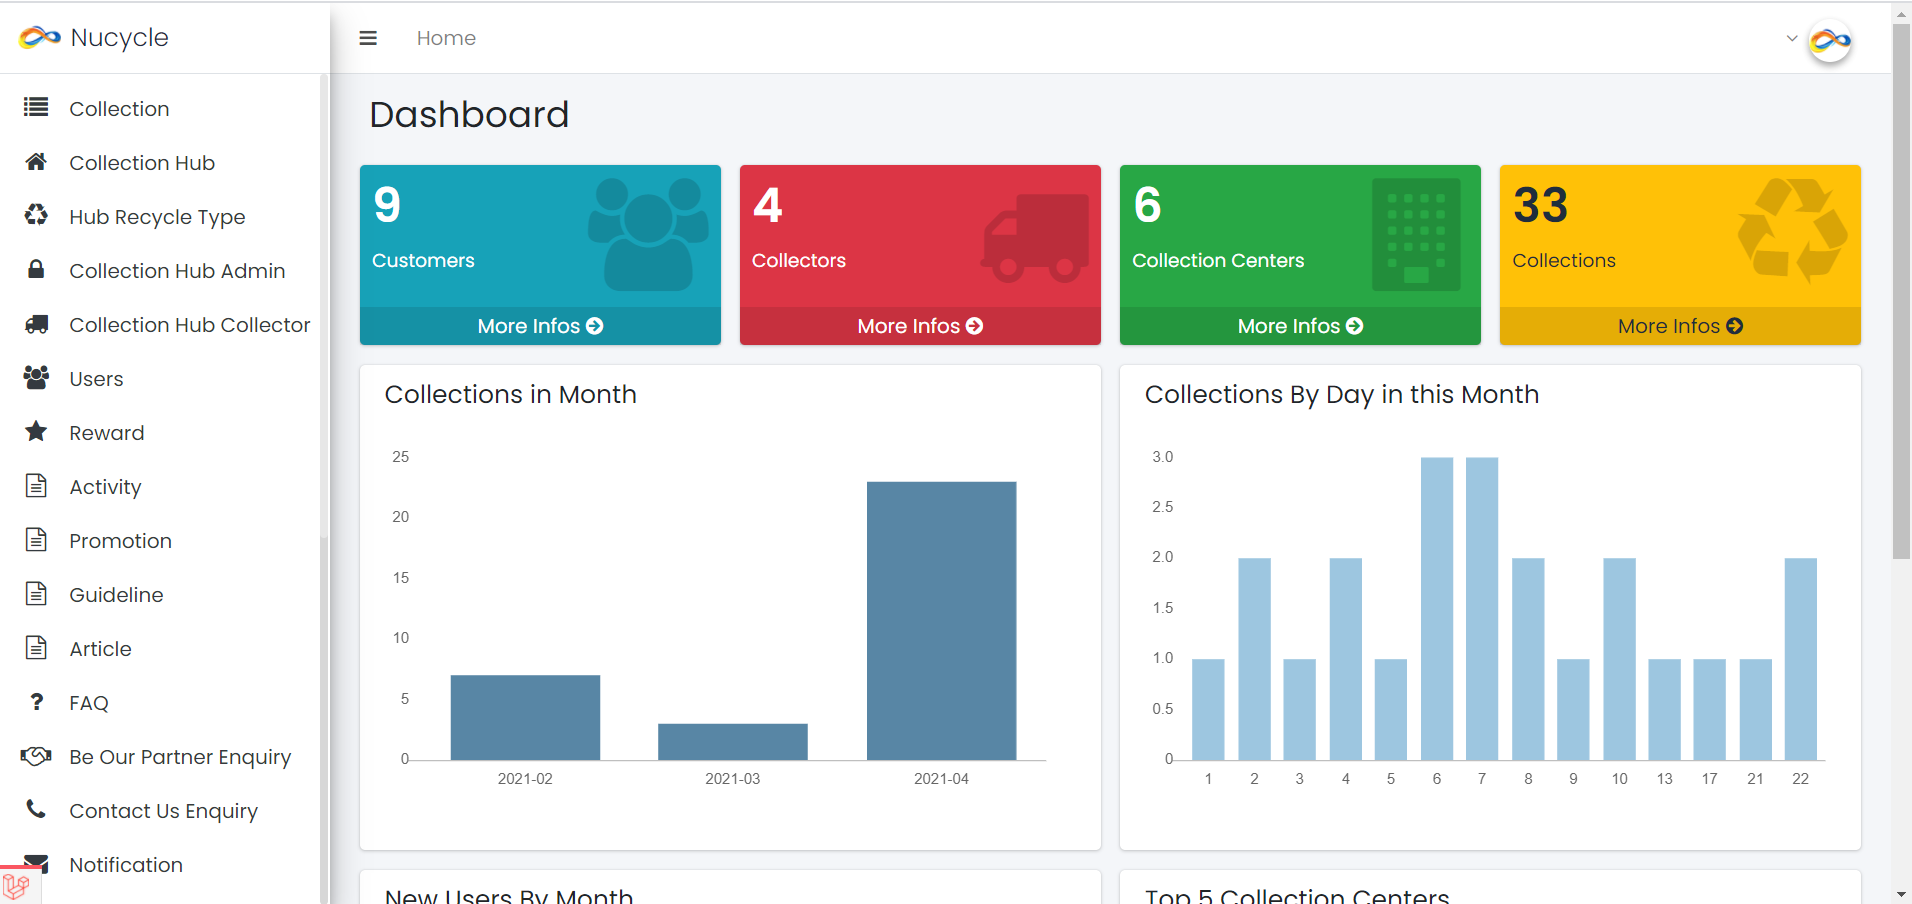 Nucycle
Home
Collection
Collection Hub
Hub Recycle Type
Collection Hub Admin
Collection Hub Collector
Users
Reward
Activity
Promotion
Guideline
Article
FAQ
Be Our Partner Enquiry
Contact Us Enquiry
Notification
Dashboard
9
Customers
More Infos
4
Collectors
More Infos
6
Collection Centers
More Infos
33
Collections
More Infos
Collections in Month
25
20
15
10
5
0
2021-02 2021-03 2021-04
Collections By Day in this Month
3.0
2.5
2.0
1.5
1.0
0.5
0
1 2 3 4 5 6 7 8 9 10 13 17 21 22
New Users By Month
Top 5 Collection Centers